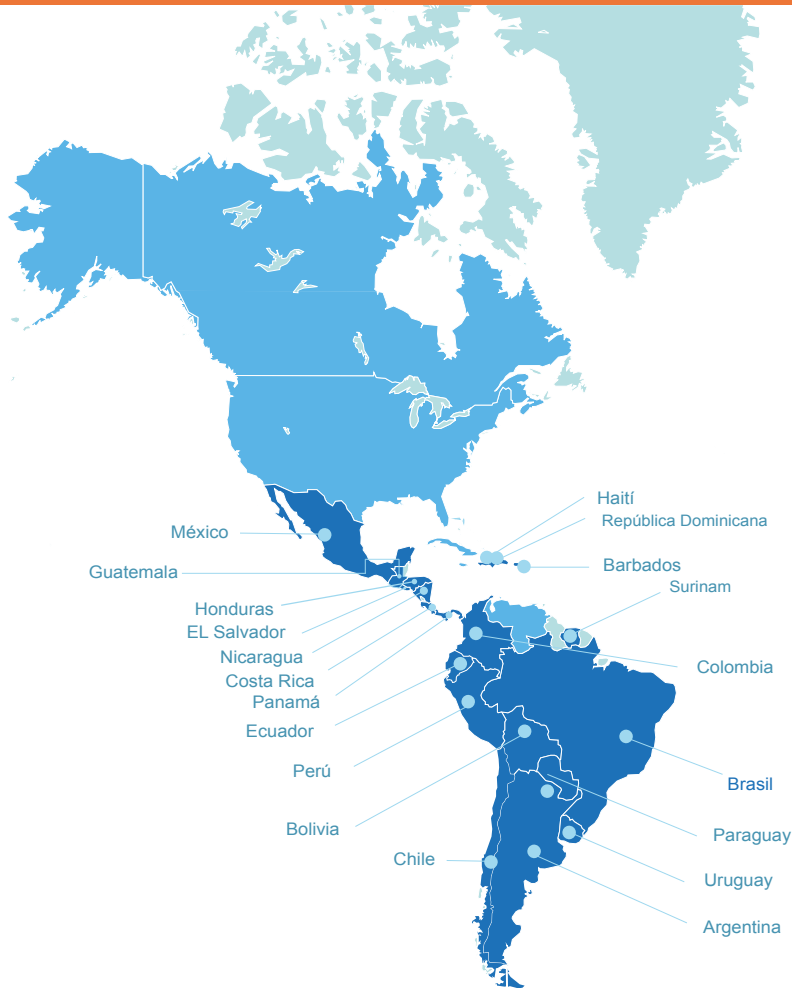 Haití
República Dominicana
México
Barbados
Guatemala
Surinam
Honduras
EL Salvador
Nicaragua
Colombia
Costa Rica
Panamá
Ecuador
Perú
Brasil
Bolivia
Paraguay
Chile
Uruguay
Argentina